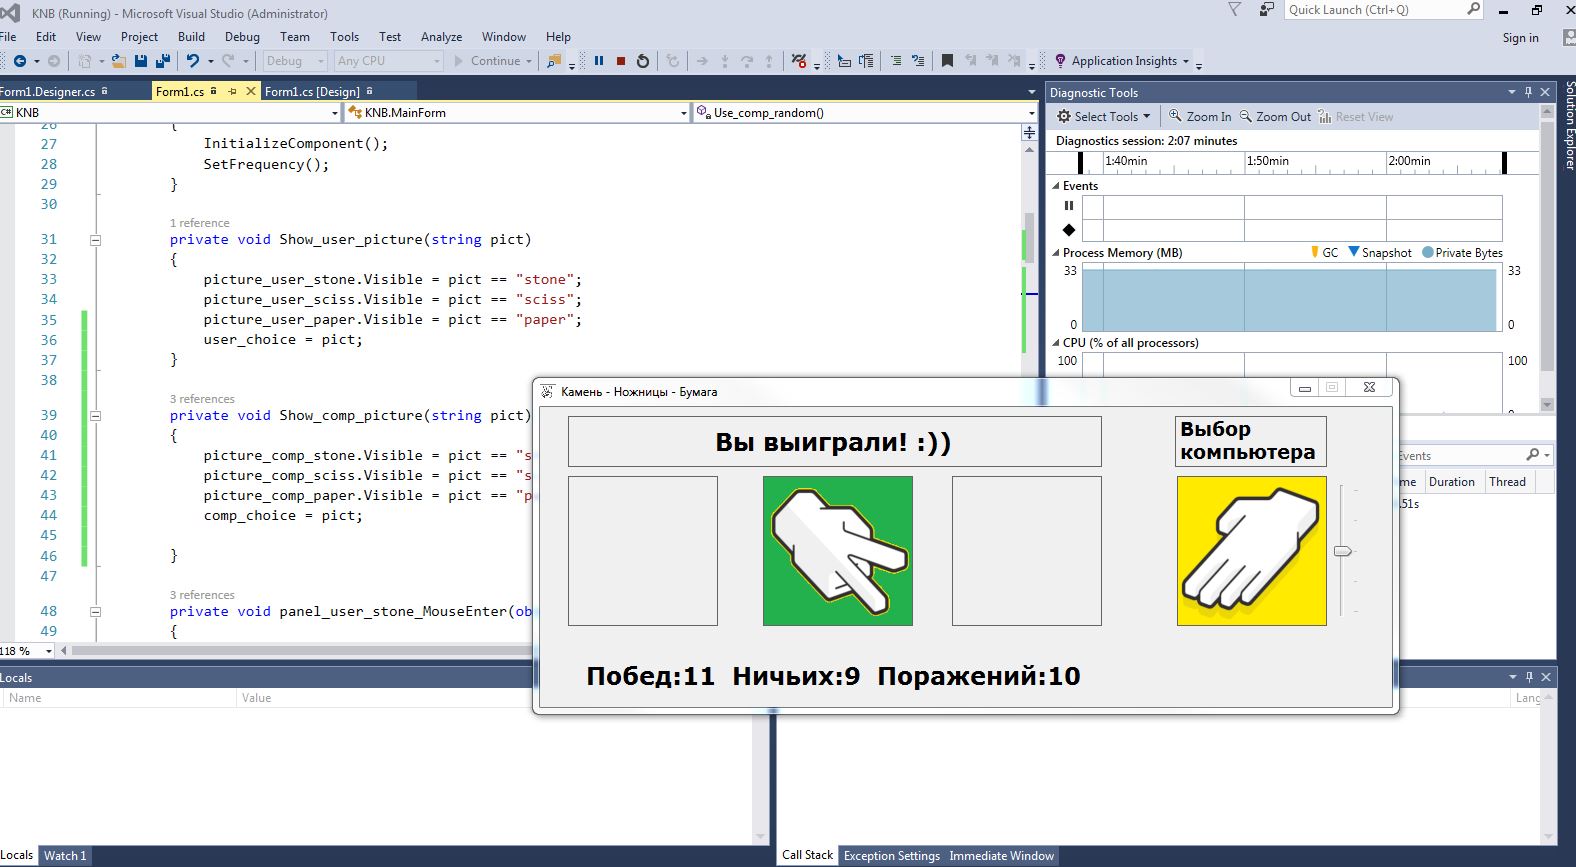 KNB (Running) - Microsoft Visual Studio (Administrator)
Quick Launch (Ctrl+Q)
File Edit View Project Build Debug Team Tools Test Analyze Window Help
Sign in
Debug Any CPU Continue Application Insights
Form1.Designer.cs Form1.cs Form1.cs [Design]
C# KNB KNB.MainForm Use_comp_random()
26 {
27 InitializeComponent();
28 SetFrequency();
29 }
30
1 reference
31 private void Show_user_picture(string pict)
32 {
33 picture_user_stone.Visible = pict == "stone";
34 picture_user_sciss.Visible = pict == "sciss";
35 picture_user_paper.Visible = pict == "paper";
36 user_choice = pict;
37 }
38
3 references
39 private void Show_comp_picture(string pict)
40 {
41 picture_comp_stone.Visible = pict == "s
42 picture_comp_sciss.Visible = pict == "s
43 picture_comp_paper.Visible = pict == "p
44 comp_choice = pict;
45
46 }
47
3 references
48 private void panel_user_stone_MouseEnter(ob
49 {
118 %
Diagnostic Tools
Select Tools Zoom In Zoom Out Reset View
Diagnostics session: 2:07 minutes
1:40min 1:50min 2:00min
Events
Process Memory (MB) GC Snapshot Private Bytes
33 33
0 0
CPU (% of all processors)
100 100
Solution Explorer
Events
me Duration Thread
.51s
Камень - Ножницы - Бумага
Вы выиграли! :))
Выбор
компьютера
Побед:11 Ничьих:9 Поражений:10
Locals
Name Value
Lang
Locals Watch 1
Call Stack Exception Settings Immediate Window